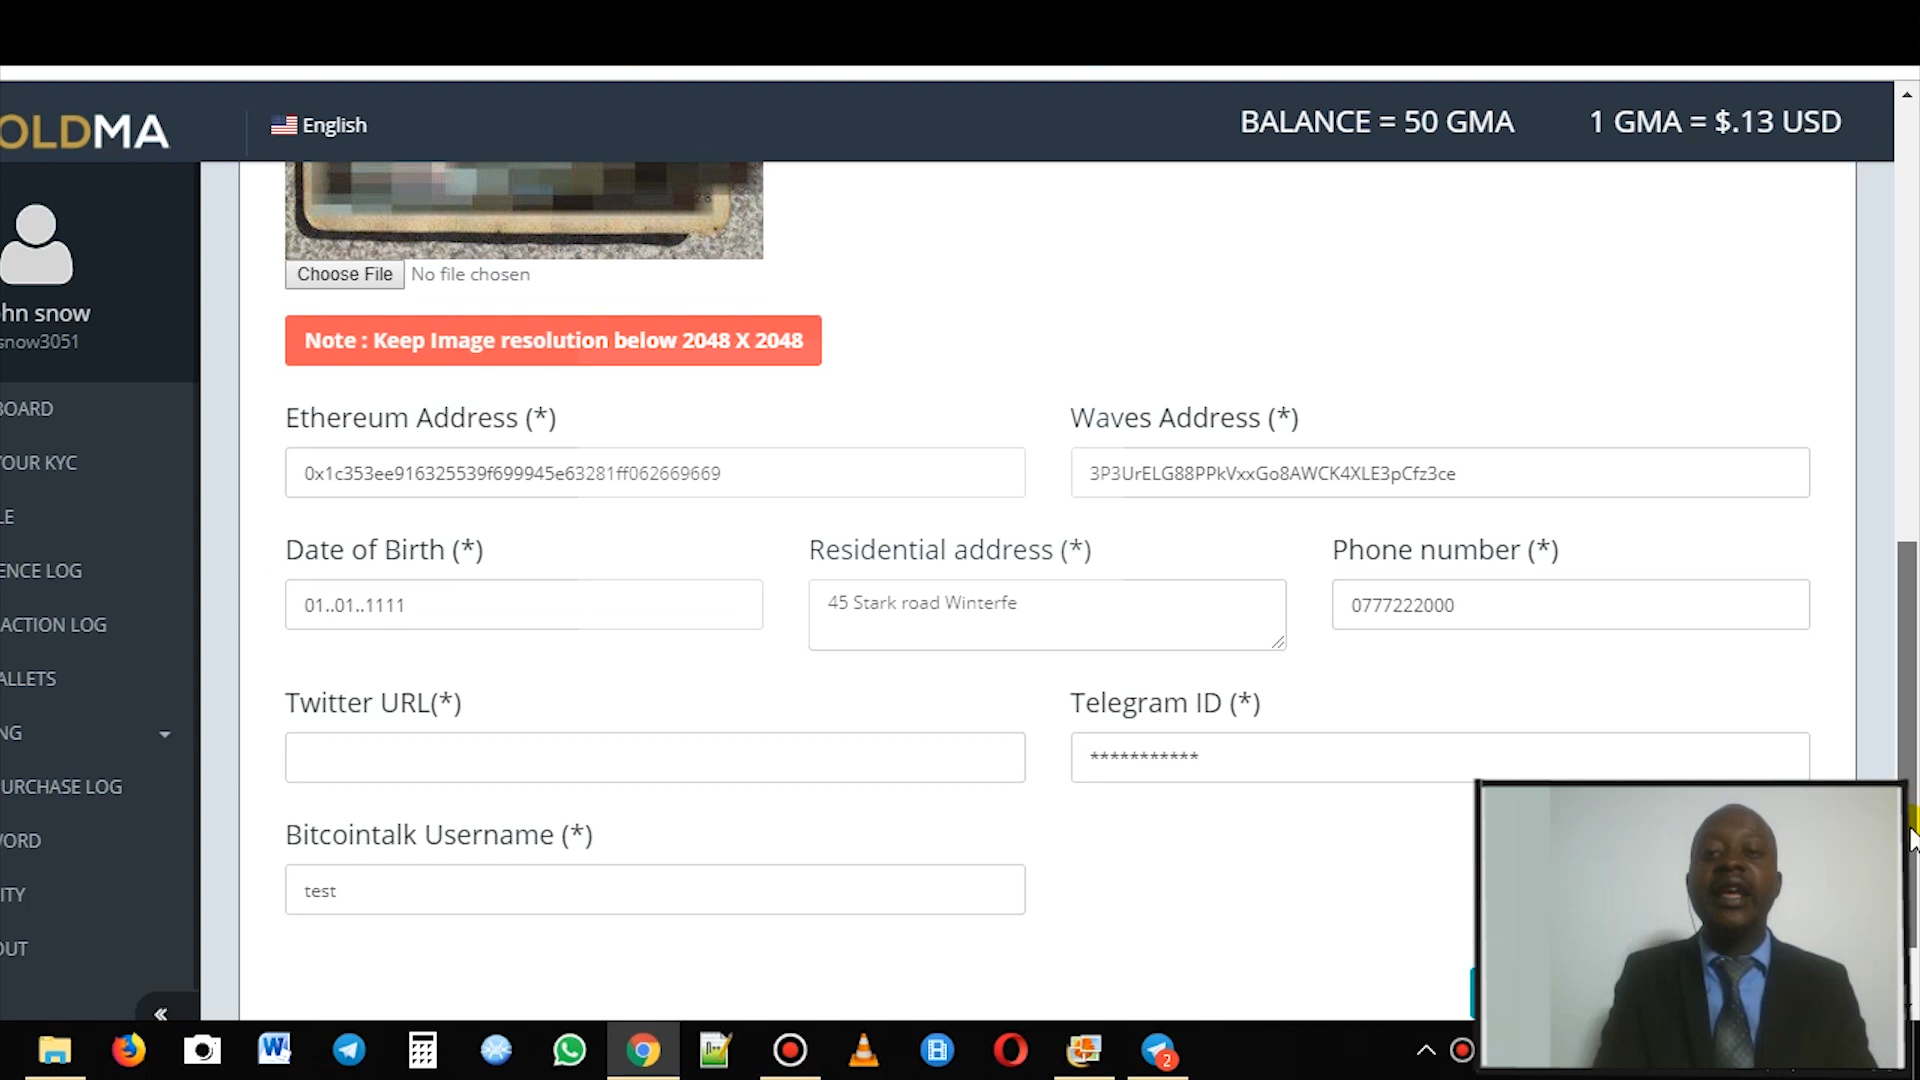 OLDMA
English
BALANCE = 50 GMA
1 GMA = $.13 USD
hn snow
snow3051
BOARD
YOUR KYC
LE
ENCE LOG
ACTION LOG
ALLETS
NG
URCHASE LOG
WORD
ITY
OUT
Choose File No file chosen
Note : Keep Image resolution below 2048 X 2048
Ethereum Address (*)
0x1c353ee916325539f699945e63281ff062669669
Waves Address (*)
3P3UrELG88PPkVxxGo8AWCK4XLE3pCfz3ce
Date of Birth (*)
01..01..1111
Residential address (*)
45 Stark road Winterfe
Phone number (*)
0777222000
Twitter URL(*)
Telegram ID (*)
***********
Bitcointalk Username (*)
test
2